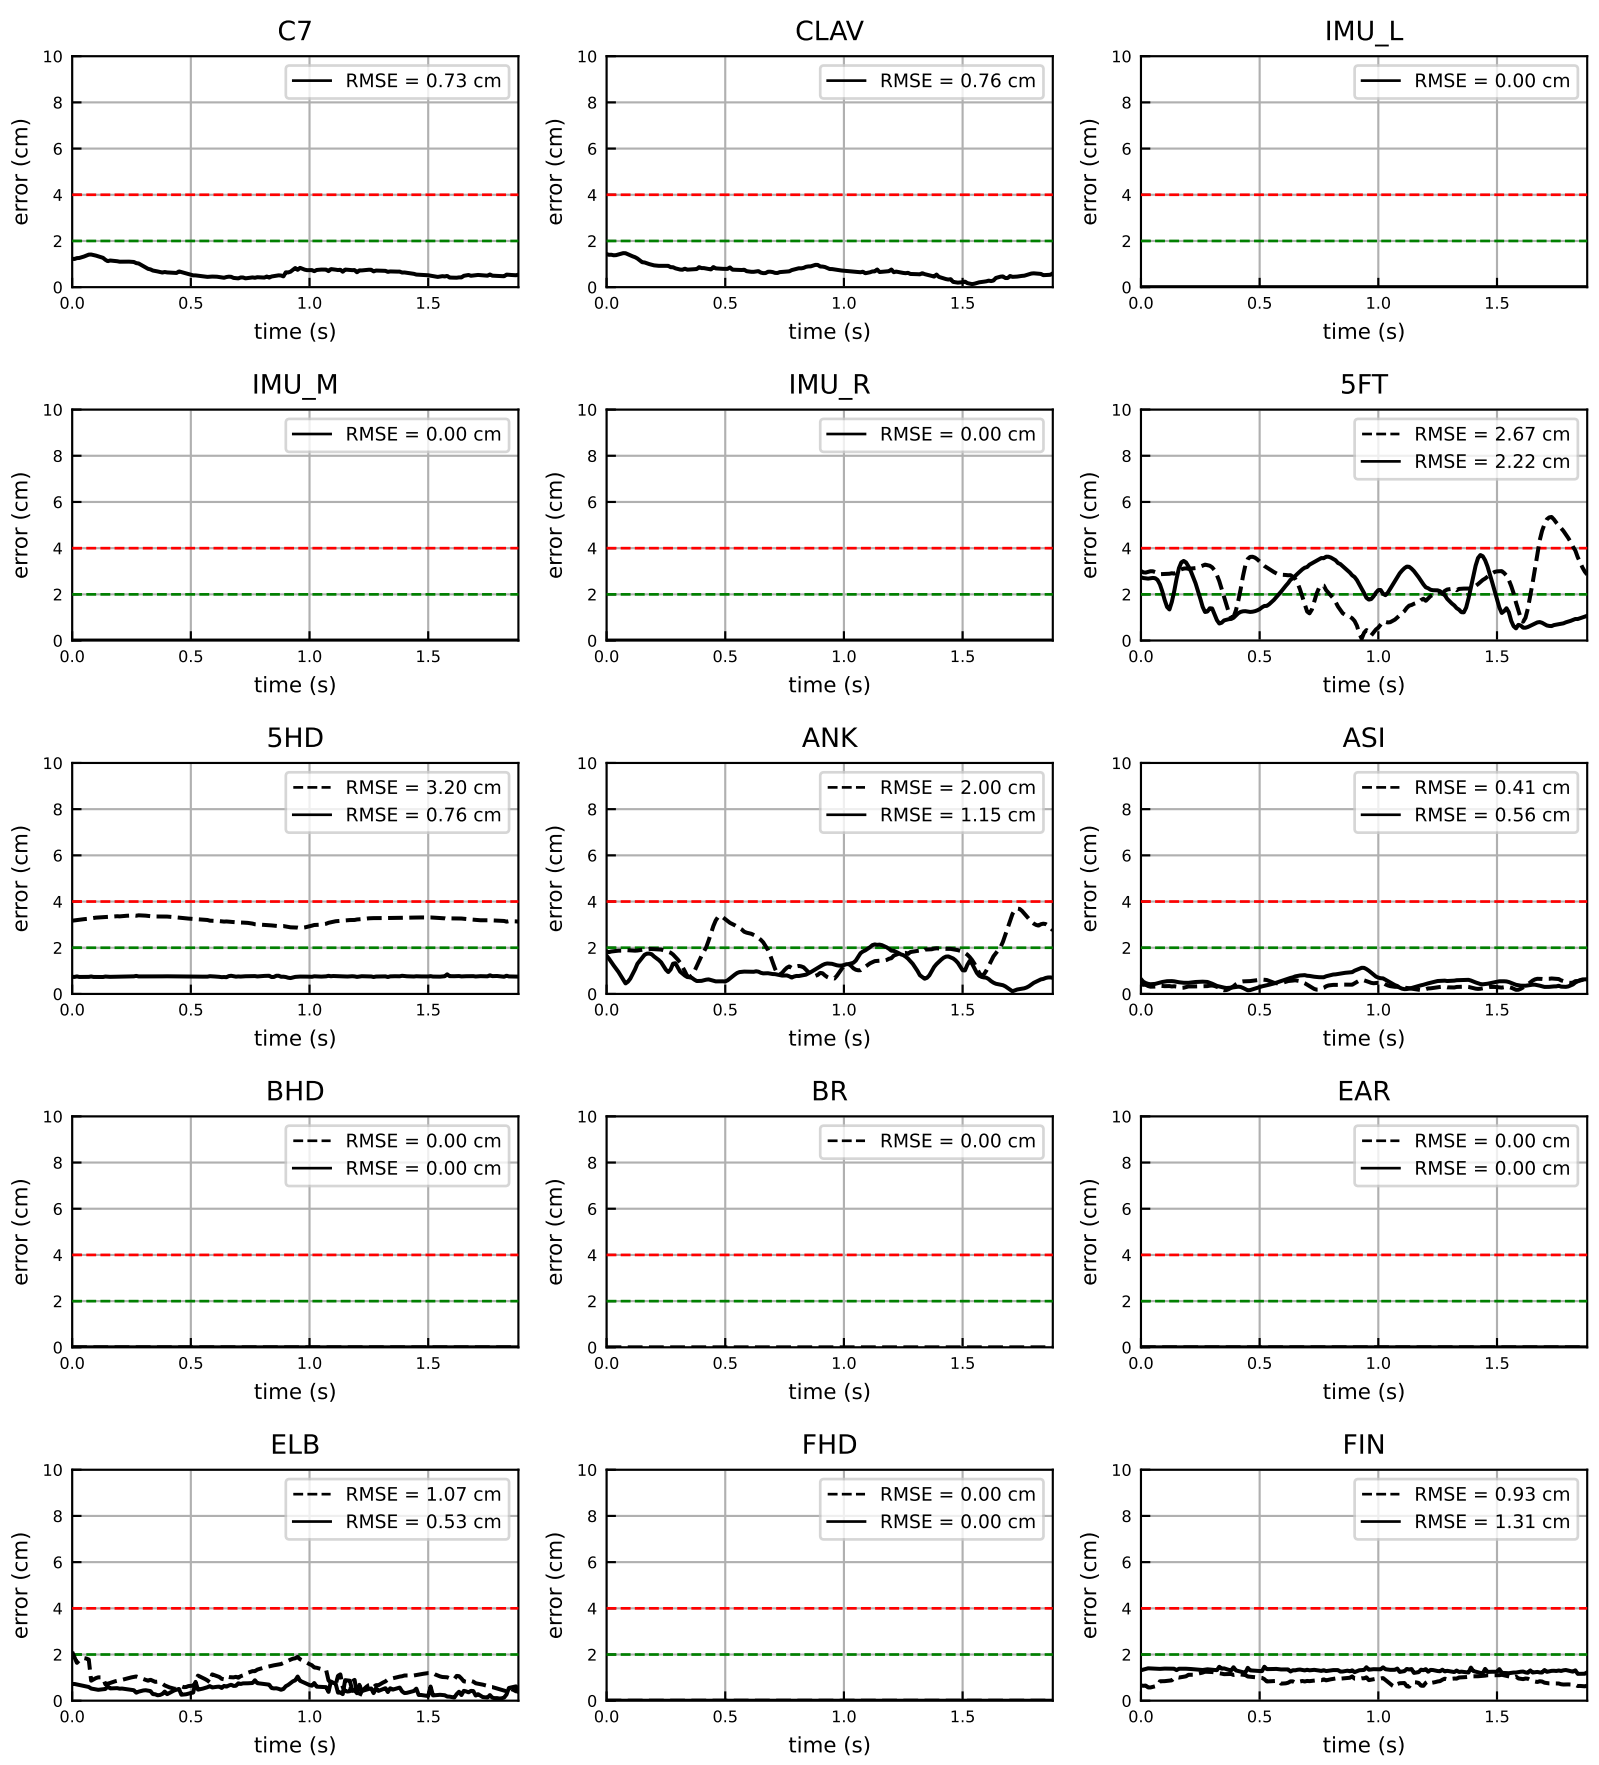 C7
CLAV
IMU_L
10
8
6
4
2
0
error (cm)
RMSE = 0.73 cm
0.0 0.5 1.0 1.5
time (s)
10
8
6
4
2
0
error (cm)
RMSE = 0.76 cm
0.0 0.5 1.0 1.5
time (s)
10
8
6
4
2
0
error (cm)
RMSE = 0.00 cm
0.0 0.5 1.0 1.5
time (s)
IMU_M
IMU_R
5FT
10
8
6
4
2
0
error (cm)
RMSE = 0.00 cm
0.0 0.5 1.0 1.5
time (s)
10
8
6
4
2
0
error (cm)
RMSE = 0.00 cm
0.0 0.5 1.0 1.5
time (s)
10
8
6
4
2
0
error (cm)
RMSE = 2.67 cm
RMSE = 2.22 cm
0.0 0.5 1.0 1.5
time (s)
5HD
ANK
ASI
10
8
6
4
2
0
error (cm)
RMSE = 3.20 cm
RMSE = 0.76 cm
0.0 0.5 1.0 1.5
time (s)
10
8
6
4
2
0
error (cm)
RMSE = 2.00 cm
RMSE = 1.15 cm
0.0 0.5 1.0 1.5
time (s)
10
8
6
4
2
0
error (cm)
RMSE = 0.41 cm
RMSE = 0.56 cm
0.0 0.5 1.0 1.5
time (s)
BHD
BR
EAR
10
8
6
4
2
0
error (cm)
RMSE = 0.00 cm
RMSE = 0.00 cm
0.0 0.5 1.0 1.5
time (s)
10
8
6
4
2
0
error (cm)
RMSE = 0.00 cm
0.0 0.5 1.0 1.5
time (s)
10
8
6
4
2
0
error (cm)
RMSE = 0.00 cm
RMSE = 0.00 cm
0.0 0.5 1.0 1.5
time (s)
ELB
FHD
FIN
10
8
6
4
2
0
error (cm)
RMSE = 1.07 cm
RMSE = 0.53 cm
0.0 0.5 1.0 1.5
time (s)
10
8
6
4
2
0
error (cm)
RMSE = 0.00 cm
RMSE = 0.00 cm
0.0 0.5 1.0 1.5
time (s)
10
8
6
4
2
0
error (cm)
RMSE = 0.93 cm
RMSE = 1.31 cm
0.0 0.5 1.0 1.5
time (s)